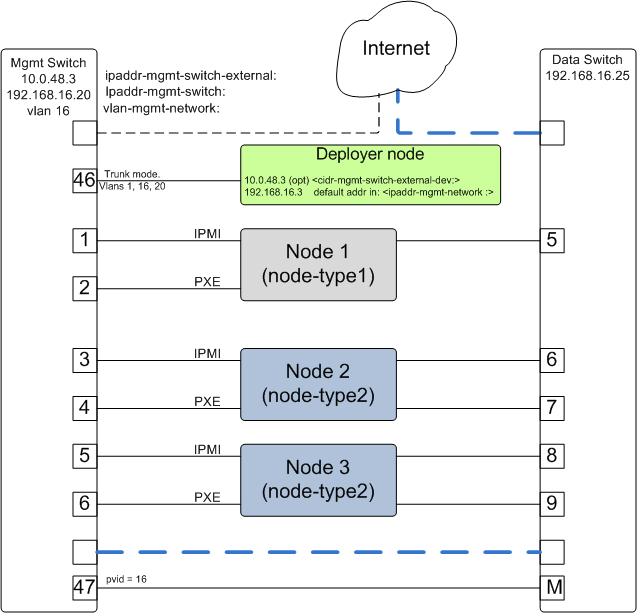 Internet
Mgmt Switch
10.0.48.3
192.168.16.20
vlan 16
ipaddr-mgmt-switch-external:
Ipaddr-mgmt-switch:
vlan-mgmt-network:
Data Switch
192.168.16.25
46
Trunk mode.
Vlans 1, 16, 20
Deployer node
10.0.48.3 (opt) <cidr-mgmt-switch-external-dev:>
192.168.16.3 default addr in: <ipaddr-mgmt-network :>
1
IPMI
Node 1
(node-type1)
5
2
PXE
3
IPMI
Node 2
(node-type2)
6
4
PXE
7
5
IPMI
Node 3
(node-type2)
8
6
PXE
9
47
pvid = 16
M